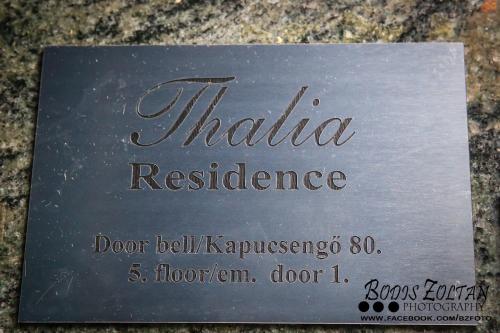 Thalia
Residence
Door bell/Kapucsengő 80.
5. floor/em. door 1.
BODIS ZOLTAN
PHOTOGRAPHY
WWW.FACEBOOK.COM/BZFOTO